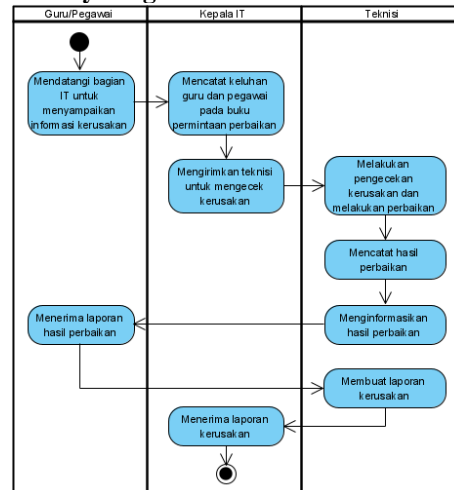 Guru/Pegawai
Kepala IT
Teknisi
Mendatangi bagian
IT untuk
menyampaikan
informasi kerusakan
Mencatat keluhan
guru dan pegawai
pada buku
permintaan perbaikan
Mengirimkan teknisi
untuk mengecek
kerusakan
Melakukan
pengecekan
kerusakan dan
melakukan perbaikan
Mencatat hasil
perbaikan
Menginformasikan
hasil perbaikan
Menerima laporan
hasil perbaikan
Membuat laporan
kerusakan
Menerima laporan
kerusakan